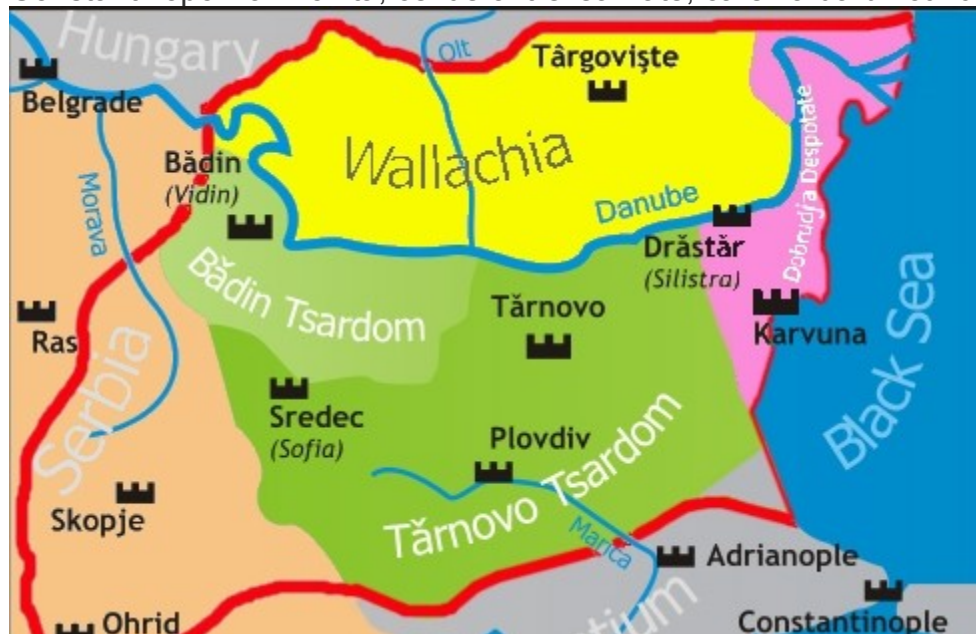 Hungary
Olt
Târgovişte
Belgrade
Wallachia
Dobrudja Despotate
Morava
Bădin
(Vidin)
Danube
Drăstăr
(Silistra)
Bădin Tsardom
Tărnovo
Karvuna
Black Sea
Ras
Serbia
Sredec
(Sofia)
Plovdiv
Tărnovo Tsardom
Skopje
Marica
Adrianople
Ohrid
Constantinople